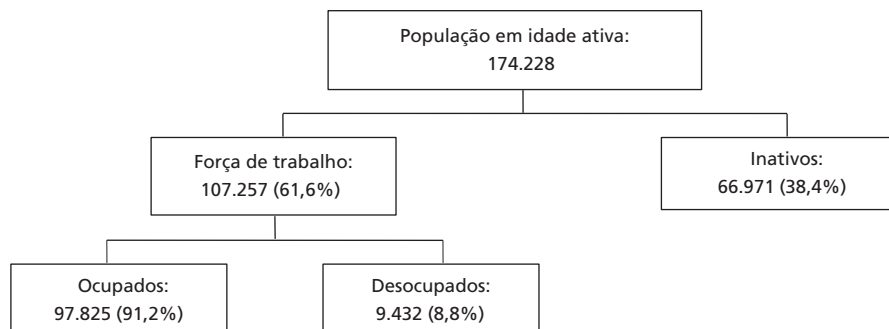 População em idade ativa:
174.228
Força de trabalho:
107.257 (61,6%)
Inativos:
66.971 (38,4%)
Ocupados:
97.825 (91,2%)
Desocupados:
9.432 (8,8%)